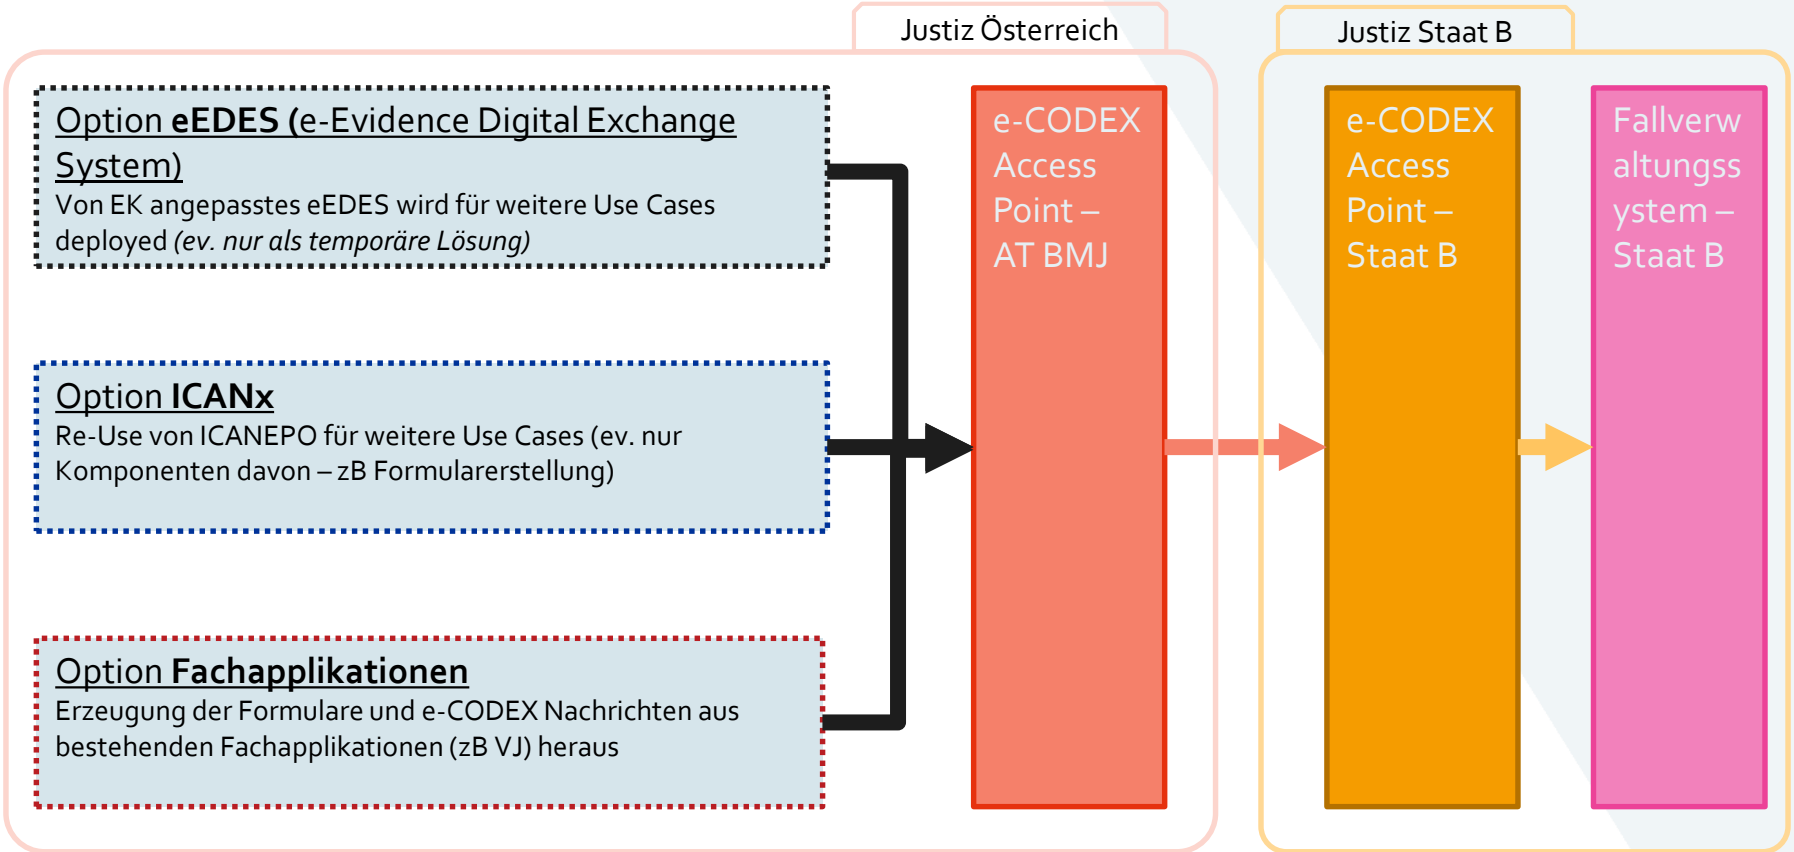 Justiz Österreich
Justiz Staat B
Option eEDES (e-Evidence Digital Exchange
System)
Von EK angepasstes eEDES wird für weitere Use Cases
deployed (ev. nur als temporäre Lösung)
Option ICANx
Re-Use von ICANEPO für weitere Use Cases (ev. nur
Komponenten davon – zB Formularerstellung)
Option Fachapplikationen
Erzeugung der Formulare und e-CODEX Nachrichten aus
bestehenden Fachapplikationen (zB VJ) heraus
e-CODEX
Access
Point –
AT BMJ
e-CODEX
Access
Point –
Staat B
Fallverw
altungss
ystem –
Staat B